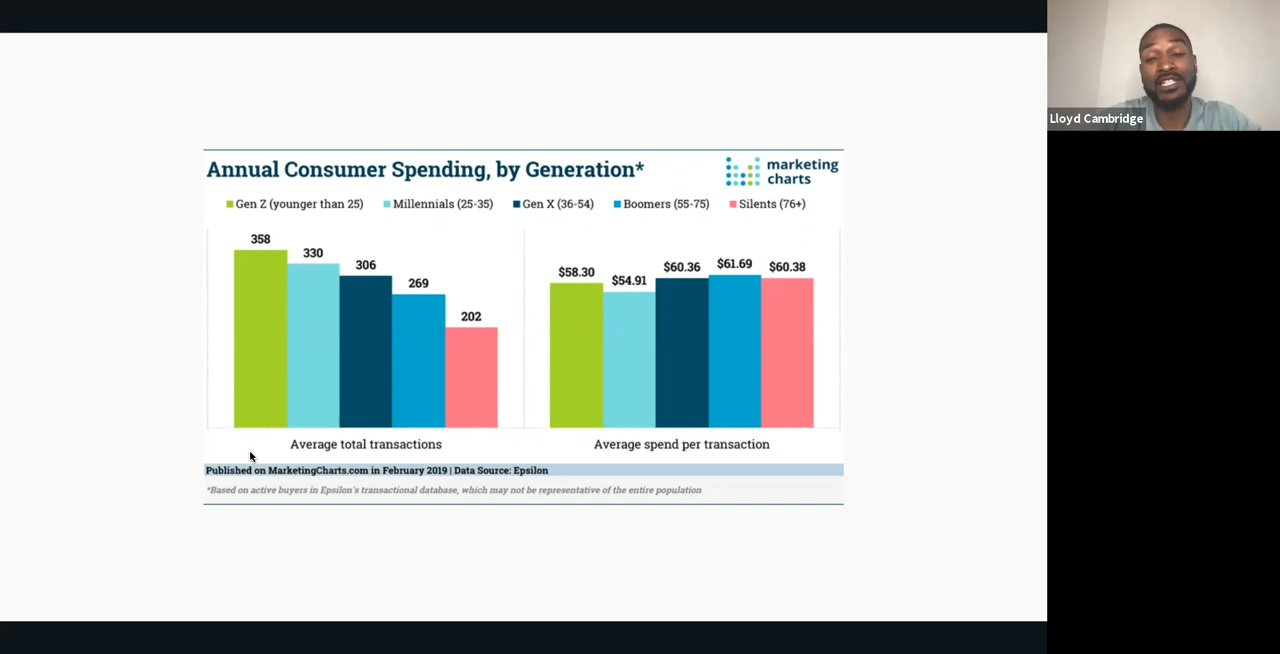 Lloyd Cambridge
Annual Consumer Spending, by Generation*
marketing
charts
Gen Z (younger than 25) Millennials (25-35) Gen X (36-54) Boomers (55-75) Silents (76+)
358
330
306
269
202
$58.30
$54.91
$60.36
$61.69
$60.38
Average total transactions
Average spend per transaction
Published on MarketingCharts.com in February 2019 | Data Source: Epsilon
*Based on active buyers in Epsilon's transactional database, which may not be representative of the entire population